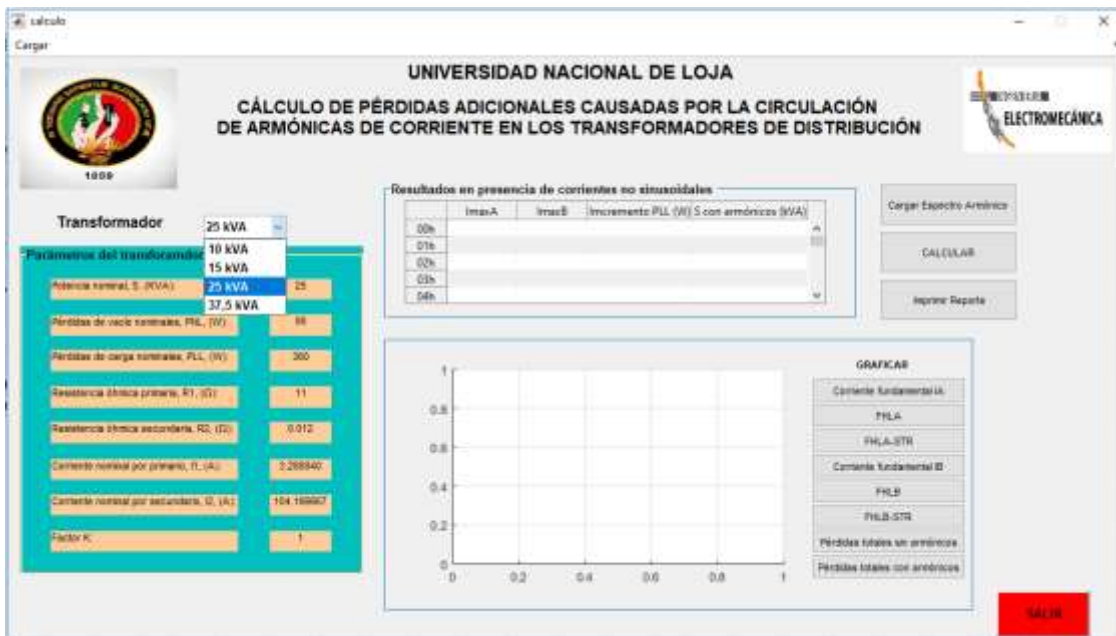 calculo
Cargar
UNIVERSIDAD NACIONAL DE LOJA
CÁLCULO DE PÉRDIDAS ADICIONALES CAUSADAS POR LA CIRCULACIÓN
DE ARMÓNICAS DE CORRIENTE EN LOS TRANSFORMADORES DE DISTRIBUCIÓN
1859
ELECTROMECÁNICA
Transformador
25 kVA
10 kVA
15 kVA
25 kVA
37,5 kVA
Parámetros del
Potencia nominal, S, (KVA)
25
Pérdidas de vacío nominales, PNL, (W)
Pérdidas de carga nominales, PLL, (W)
360
Resistencia óhmica primario, R1, (Ω)
11
Resistencia óhmica secundario, R2, (Ω)
0.012
Corriente nominal por primario, I1, (A)
Corriente nominal por secundario, I2, (A)
Factor K
1
Resultados en presencia de corrientes no sinusoidales
ImaxA ImaxB Incremento PLL (W) S con armónicos (kVA)
00h
01h
02h
03h
04h
Cargar Espectro Armónico
CALCULAR
Imprimir Reporte
1
0.8
0.6
0.4
0.2
0
0 0.2 0.4 0.6 0.8 1
GRAFICAR
Corriente fundamental IA
FHLA
FHLA-STR
Corriente fundamental IB
FHLB
FHLB-STR
Pérdidas totales sin armónicos
Pérdidas totales con armónicos
SALIR